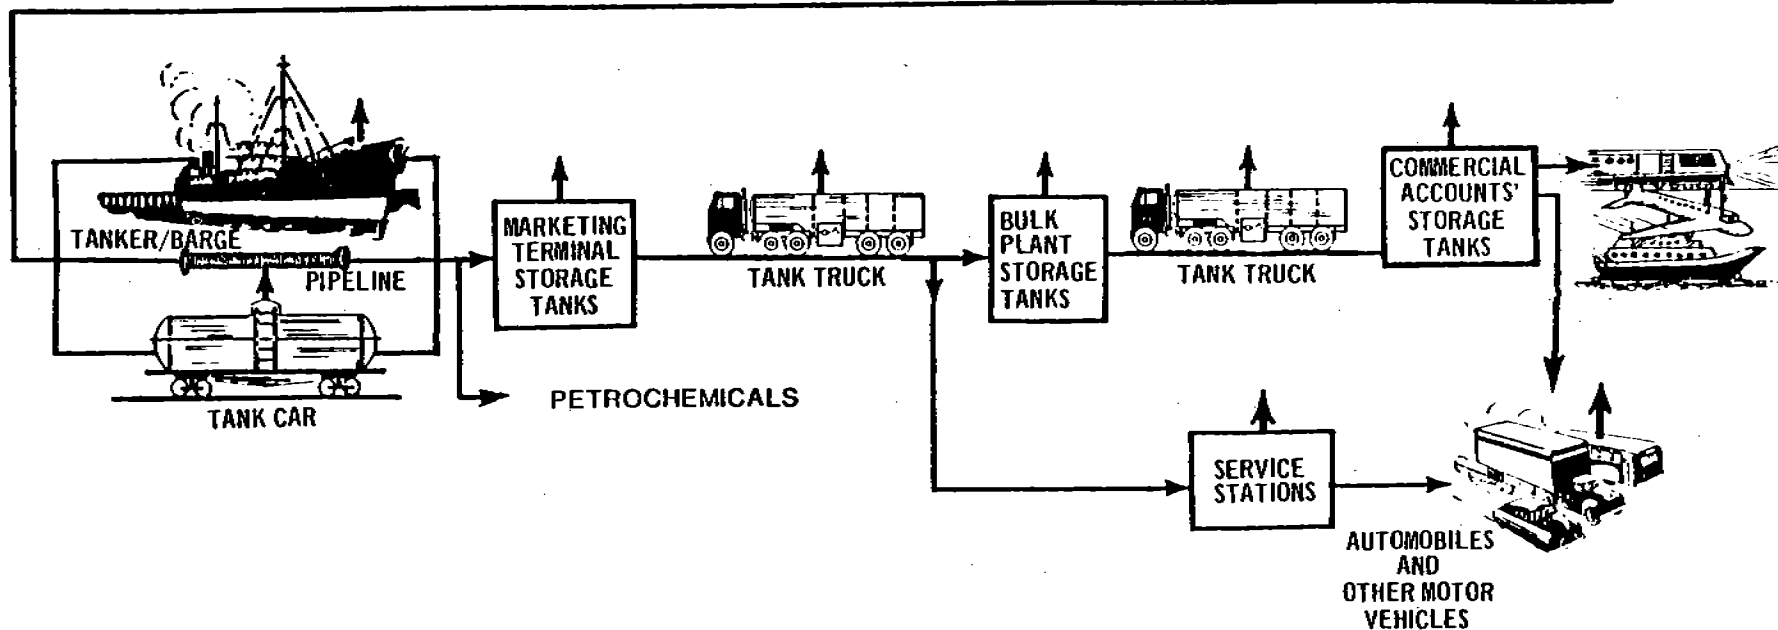 TANKER/BARGE
PIPELINE
TANK CAR
PETROCHEMICALS
MARKETING
TERMINAL
STORAGE
TANKS
TANK TRUCK
BULK
PLANT
STORAGE
TANKS
TANK TRUCK
COMMERCIAL
ACCOUNTS'
STORAGE
TANKS
SERVICE
STATIONS
AUTOMOBILES
AND
OTHER MOTOR
VEHICLES